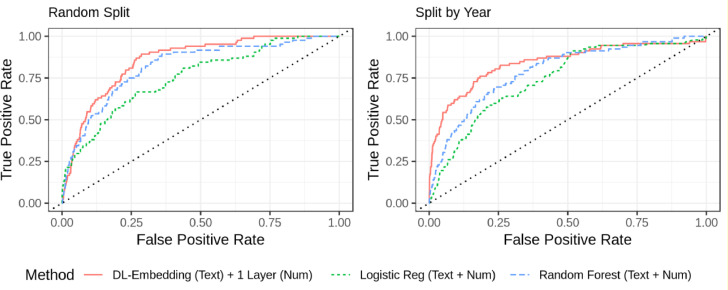 Random Split
Split by Year
True Positive Rate
1.00
0.75
0.50
0.25
0.00
0.00 0.25 0.50 0.75 1.00
False Positive Rate
True Positive Rate
1.00
0.75
0.50
0.25
0.00
0.00 0.25 0.50 0.75 1.00
False Positive Rate
Method DL-Embedding (Text) + 1 Layer (Num) Logistic Reg (Text + Num) Random Forest (Text + Num)